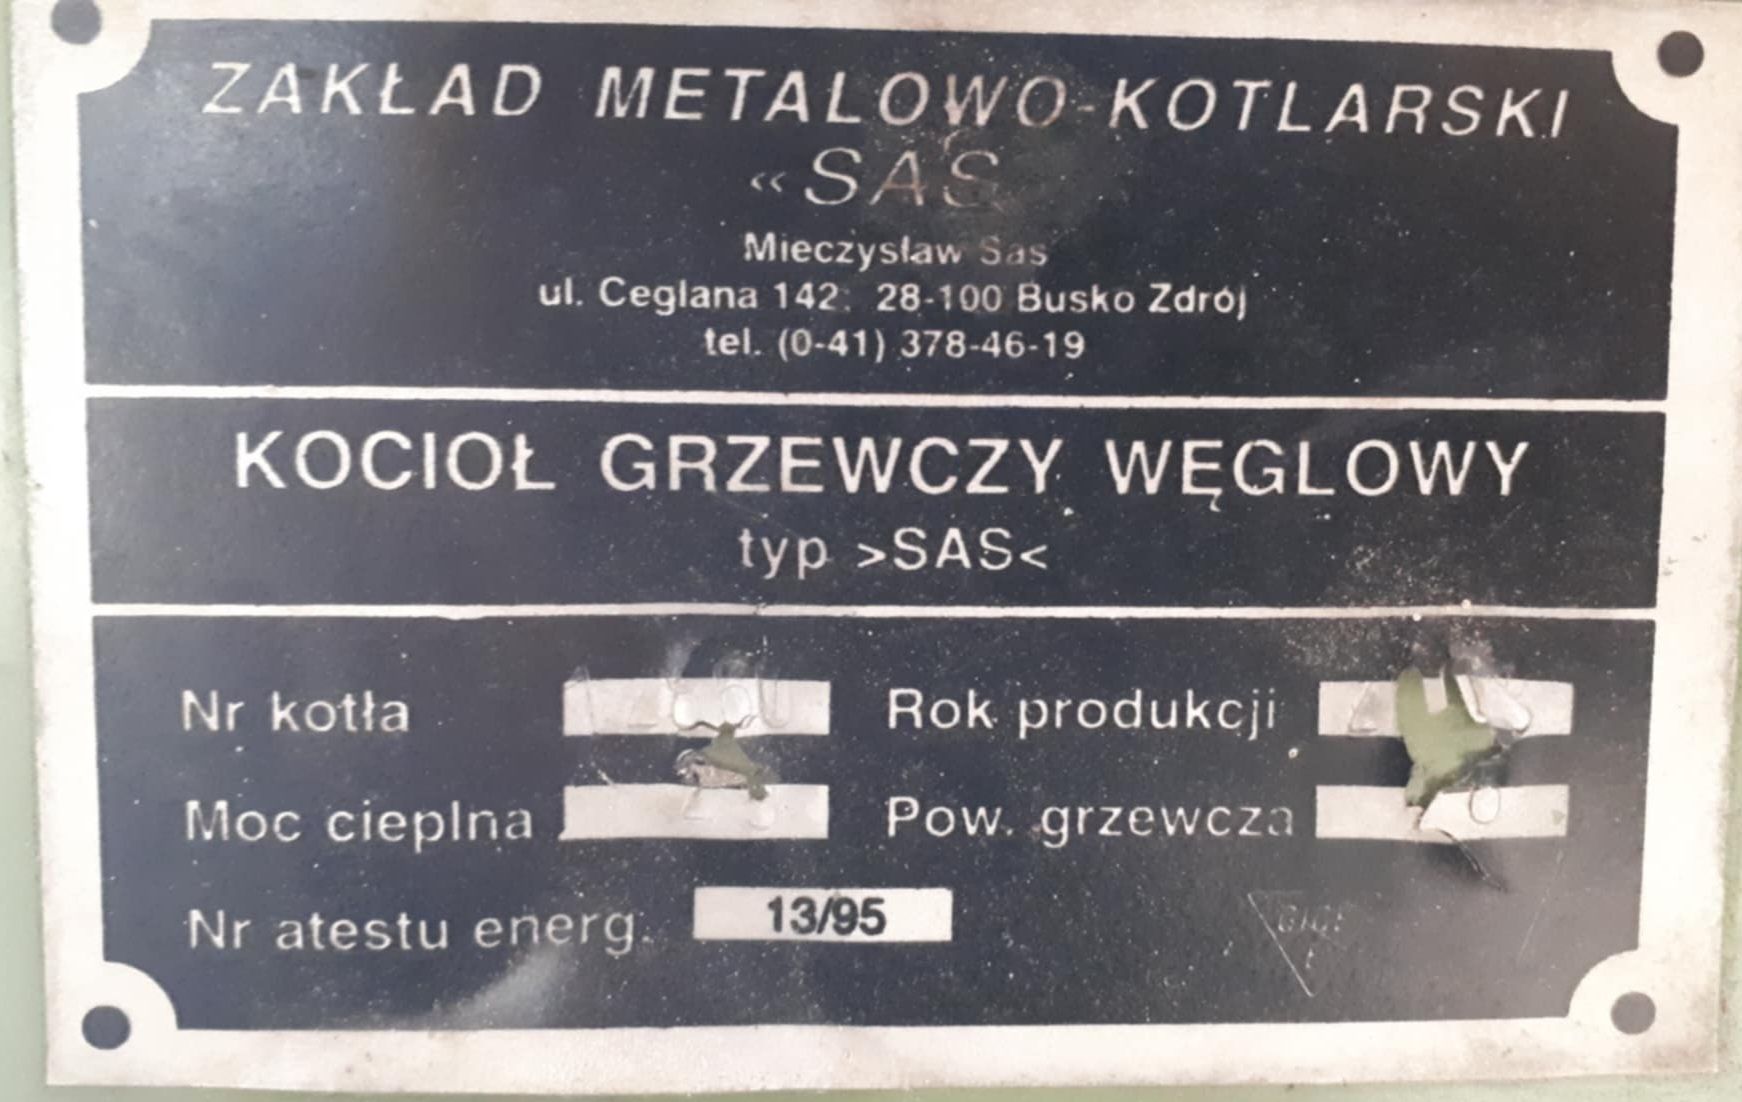 ZAKŁAD METALOWO-KOTLARSKI
«SAS
Mieczysław Sas
ul. Ceglana 142; 28-100 Busko Zdrój
tel. (0-41) 378-46-19
KOCIOŁ GRZEWCZY WĘGLOWY
typ >SAS<
Nr kotła
Rok produkcji
Moc cieplna
Pow. grzewcza
Nr atestu energ. 13/95